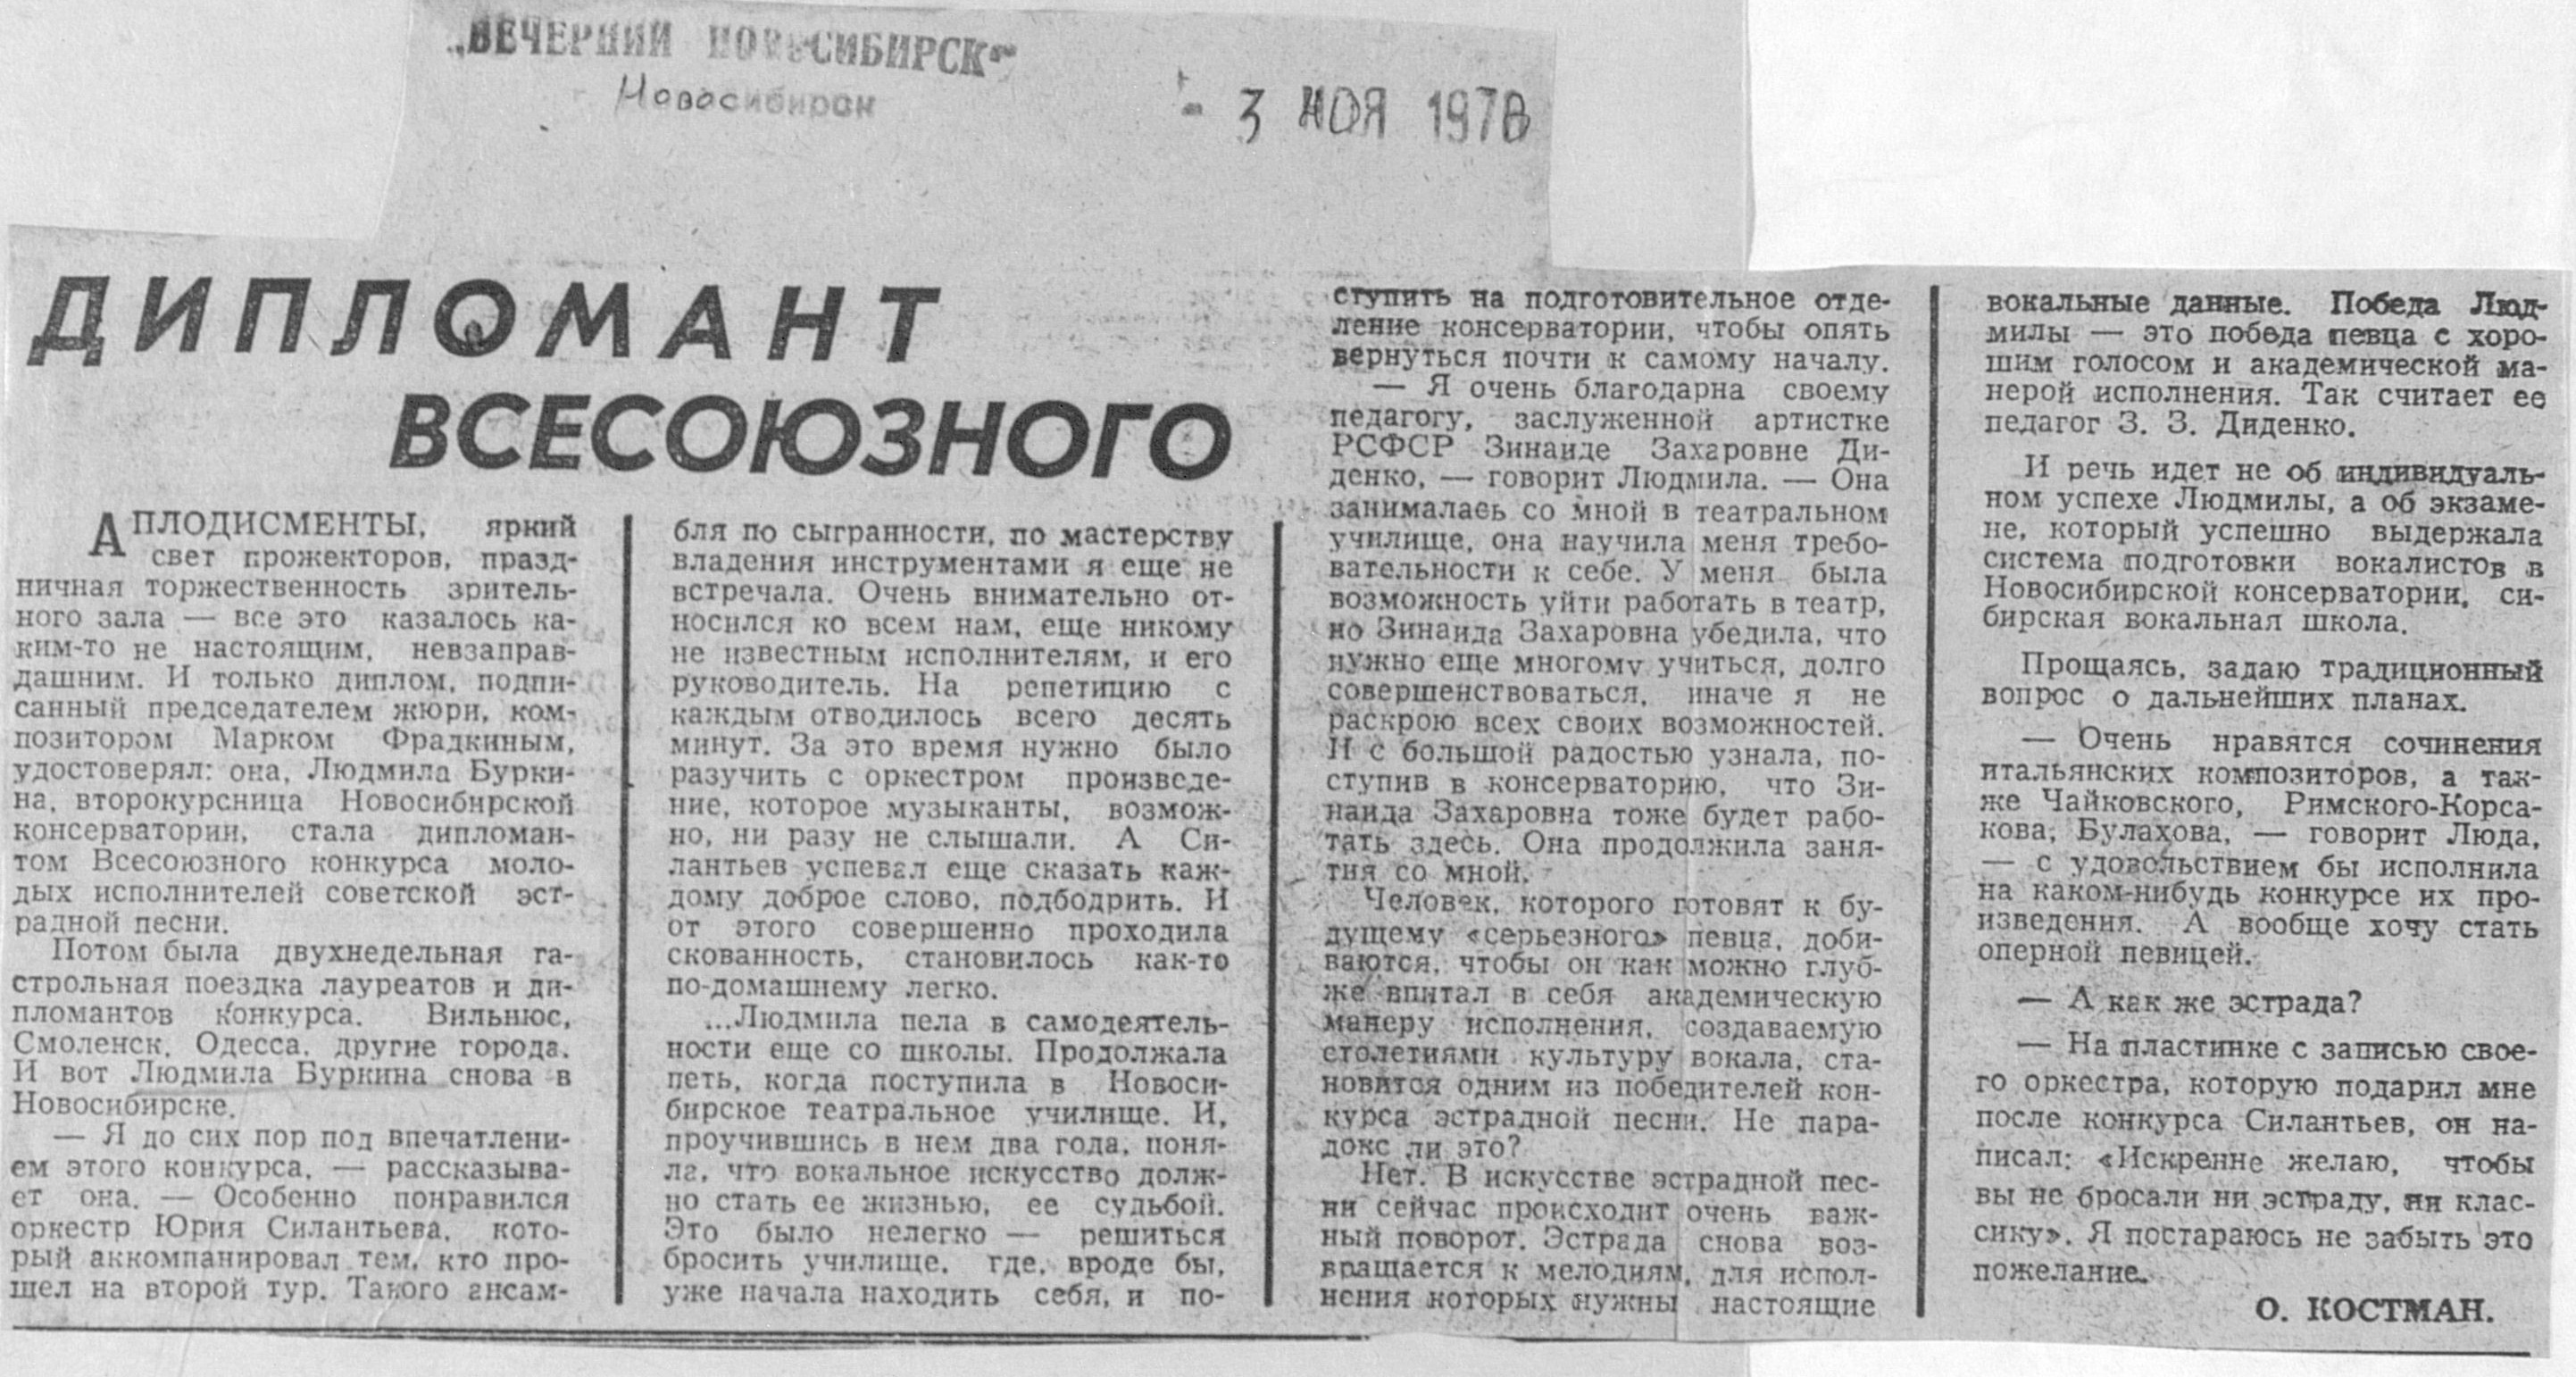 „ВЕЧЕРНИЙ НОВОСИБИРСК“
Новосибирск
- 3 НОЯ 1978
ДИПЛОМАНТ
ВСЕСОЮЗНОГО
АПЛОДИСМЕНТЫ, яркий
свет прожекторов, празд-
ничная торжественность зритель-
ного зала — все это казалось ка-
ким-то не настоящим, невзаправ-
дашним. И только диплом, подпи-
санный председателем жюри, ком-
позитором Марком Фрадкиным,
удостоверял: она, Людмила Бурки-
на, второкурсница Новосибирской
консерватории, стала дипломан-
том Всесоюзного конкурса моло-
дых исполнителей советской эст-
радной песни.
Потом была двухнедельная га-
строльная поездка лауреатов и ди-
пломантов конкурса. Вильнюс,
Смоленск, Одесса, другие города.
И вот Людмила Буркина снова в
Новосибирске.
— Я до сих пор под впечатлени-
ем этого конкурса, — рассказыва-
ет она. — Особенно понравился
оркестр Юрия Силантьева, кото-
рый аккомпанировал тем, кто про-
шел на второй тур. Такого ансам-
бля по сыгранности, по мастерству
владения инструментами я еще не
встречала. Очень внимательно от-
носился ко всем нам, еще никому
не известным исполнителям, и его
руководитель. На репетицию с
каждым отводилось всего десять
минут. За это время нужно было
разучить с оркестром произведе-
ние, которое музыканты, возмож-
но, ни разу не слышали. А Си-
лантьев успевал еще сказать каж-
дому доброе слово, подбодрить. И
от этого совершенно проходила
скованность, становилось как-то
по-домашнему легко.
...Людмила пела в самодеятель-
ности еще со школы. Продолжала
петь, когда поступила в Новоси-
бирское театральное училище. И,
проучившись в нем два года, поня-
ла, что вокальное искусство долж-
но стать ее жизнью, ее судьбой.
Это было нелегко — решиться
бросить училище, где, вроде бы,
уже начала находить себя, и по-
ступить на подготовительное отде-
ление консерватории, чтобы опять
вернуться почти к самому началу.
— Я очень благодарна своему
педагогу, заслуженной артистке
РСФСР Зинаиде Захаровне Ди-
денко, — говорит Людмила. — Она
занималась со мной в театральном
училище, она научила меня требо-
вательности к себе. У меня была
возможность уйти работать в театр,
но Зинаида Захаровна убедила, что
нужно еще многому учиться, долго
совершенствоваться, иначе я не
раскрою всех своих возможностей.
И с большой радостью узнала, по-
ступив в консерваторию, что Зи-
наида Захаровна тоже будет рабо-
тать здесь. Она продолжила заня-
тия со мной.
Человек, которого готовят к бу-
дущему «серьезного» певца, доби-
ваются, чтобы он как можно глуб-
же впитал в себя академическую
манеру исполнения, создаваемую
столетиями культуру вокала, ста-
новится одним из победителей кон-
курса эстрадной песни. Не пара-
докс ли это?
Нет. В искусстве эстрадной пес-
ни сейчас происходит очень важ-
ный поворот. Эстрада снова воз-
вращается к мелодиям, для испол-
нения которых нужны настоящие
вокальные данные. Победа Люд-
милы — это победа певца с хоро-
шим голосом и академической ма-
нерой исполнения. Так считает ее
педагог З. З. Диденко.
И речь идет не об индивидуаль-
ном успехе Людмилы, а об экзаме-
не, который успешно выдержала
система подготовки вокалистов в
Новосибирской консерватории, си-
бирская вокальная школа.
Прощаясь, задаю традиционный
вопрос о дальнейших планах.
— Очень нравятся сочинения
итальянских композиторов, а так-
же Чайковского, Римского-Корса-
кова, Булахова, — говорит Люда,
— с удовольствием бы исполнила
на каком-нибудь конкурсе их про-
изведения. А вообще хочу стать
оперной певицей.
— А как же эстрада?
— На пластинке с записью свое-
го оркестра, которую подарил мне
после конкурса Силантьев, он на-
писал: «Искренне желаю, чтобы
вы не бросали ни эстраду, ни клас-
сику». Я постараюсь не забыть это
пожелание.
О. КОСТМАН.